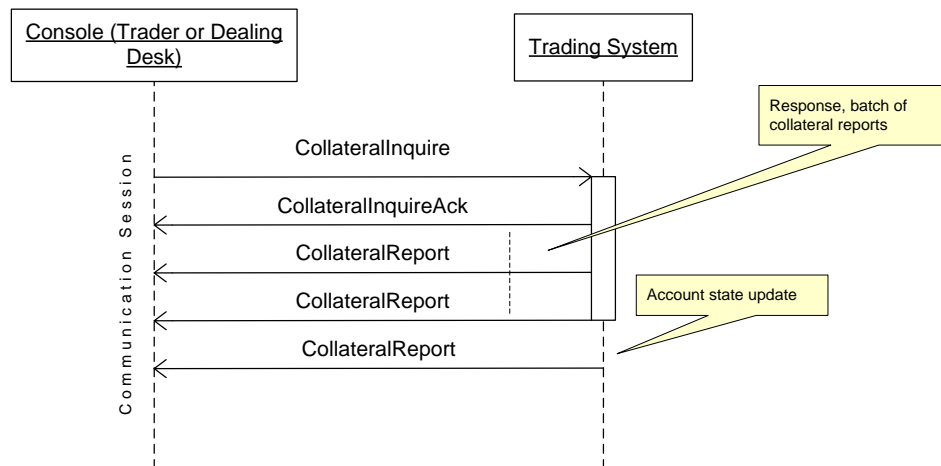 Console (Trader or Dealing
Desk)
Trading System
Response, batch of
collateral reports
CollateralInquire
CollateralInquireAck
CollateralReport
CollateralReport
Account state update
CollateralReport
Communication Session